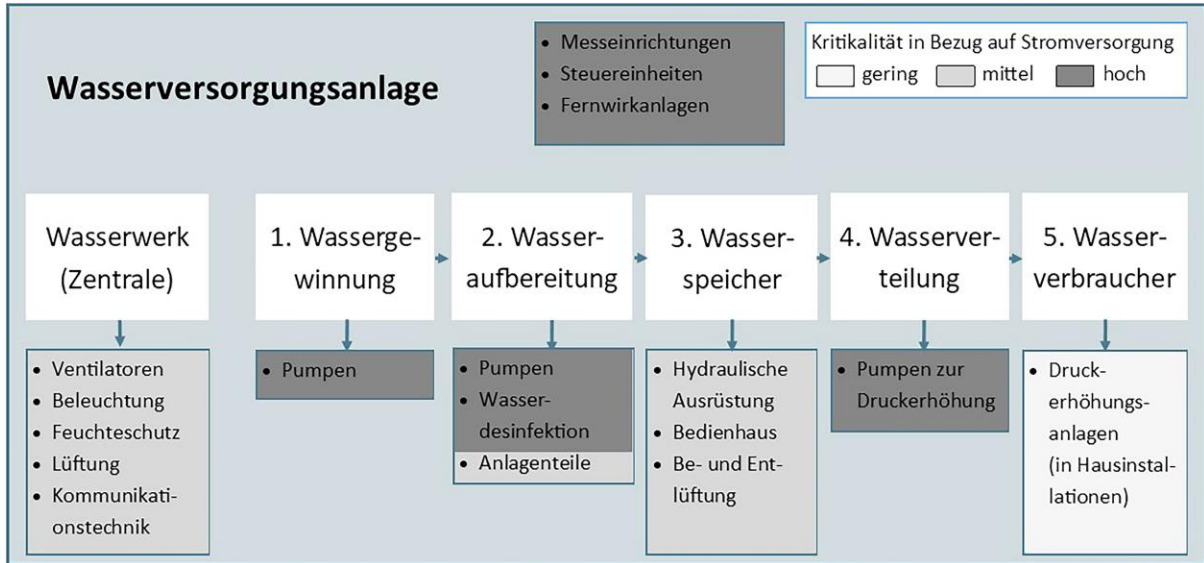 Wasserversorgungsanlage
• Messeinrichtungen
• Steuereinheiten
• Fernwirkanlagen
Kritikalität in Bezug auf Stromversorgung
gering mittel hoch
Wasserwerk
(Zentrale)
• Ventilatoren
• Beleuchtung
• Feuchteschutz
• Lüftung
• Kommunikati-
onstechnik
1. Wasserge-
winnung
• Pumpen
2. Wasser-
aufbereitung
• Pumpen
• Wasser-
desinfektion
• Anlagenteile
3. Wasser-
speicher
• Hydraulische
Ausrüstung
• Bedienhaus
• Be- und Ent-
lüftung
4. Wasserver-
teilung
• Pumpen zur
Druckerhöhung
5. Wasser-
verbraucher
• Druck-
erhöhungs-
anlagen
(in Hausinstal-
lationen)